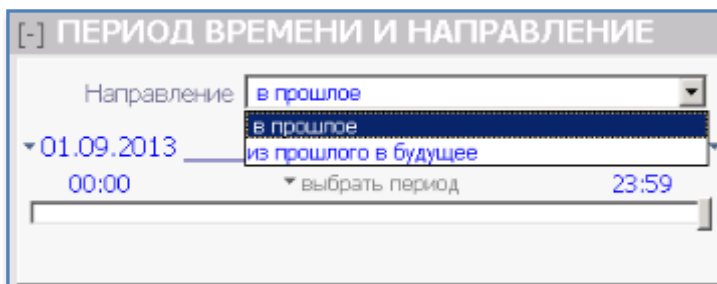 [-] ПЕРИОД ВРЕМЕНИ И НАПРАВЛЕНИЕ
Направление в прошлое
в прошлое
01.09.2013 из прошлого в будущее
00:00 выбрать период 23:59